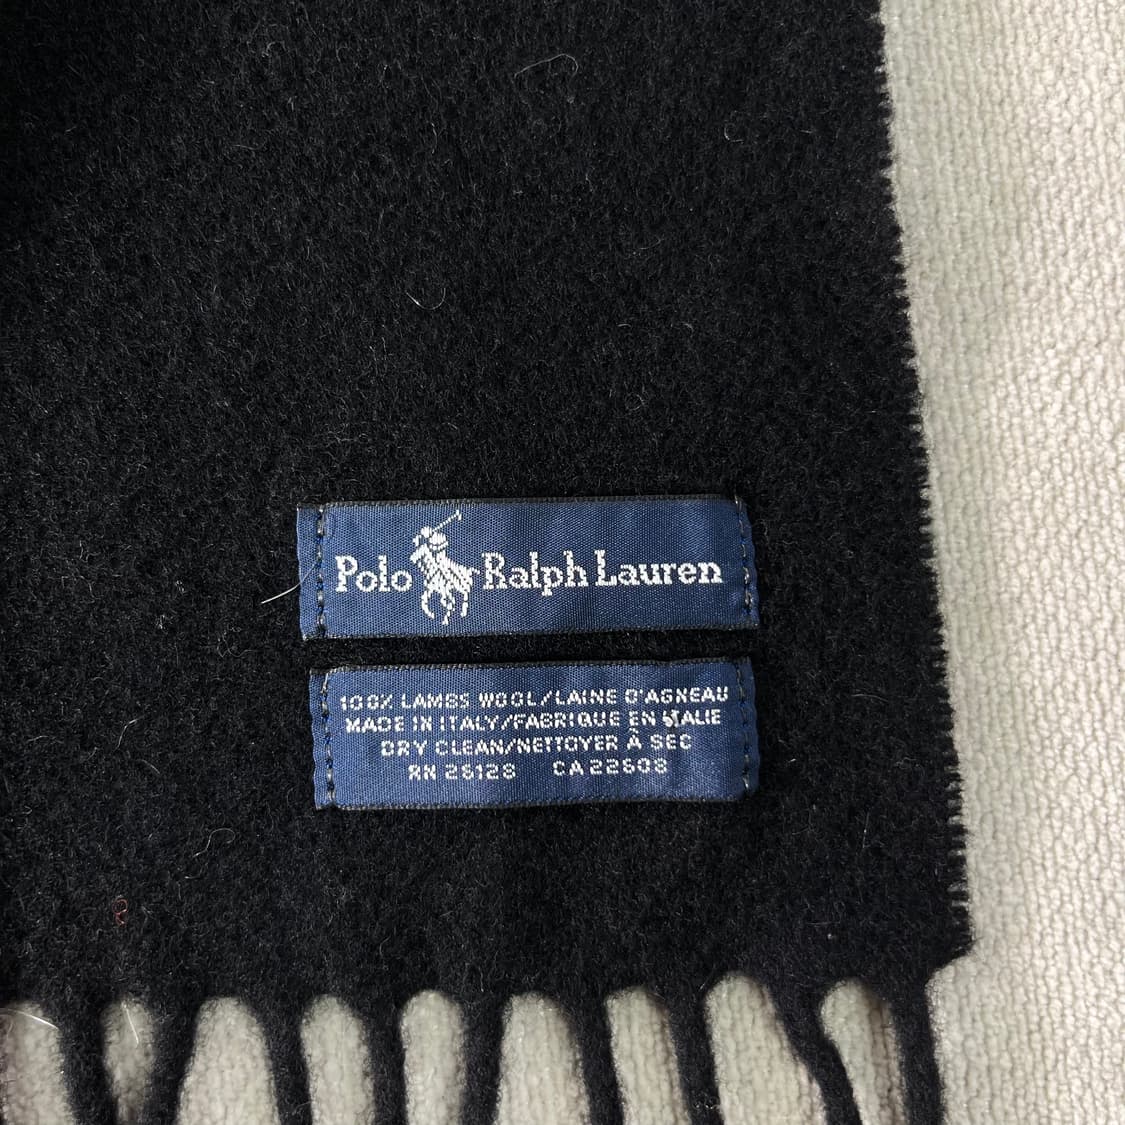 Polo Ralph Lauren
100% LAMBS WOOL/LAINE D'AGNEAU
MADE IN ITALY/FABRIQUE EN ITALIE
DRY CLEAN/NETTOYER À SEC
RN 26128 CA 22608